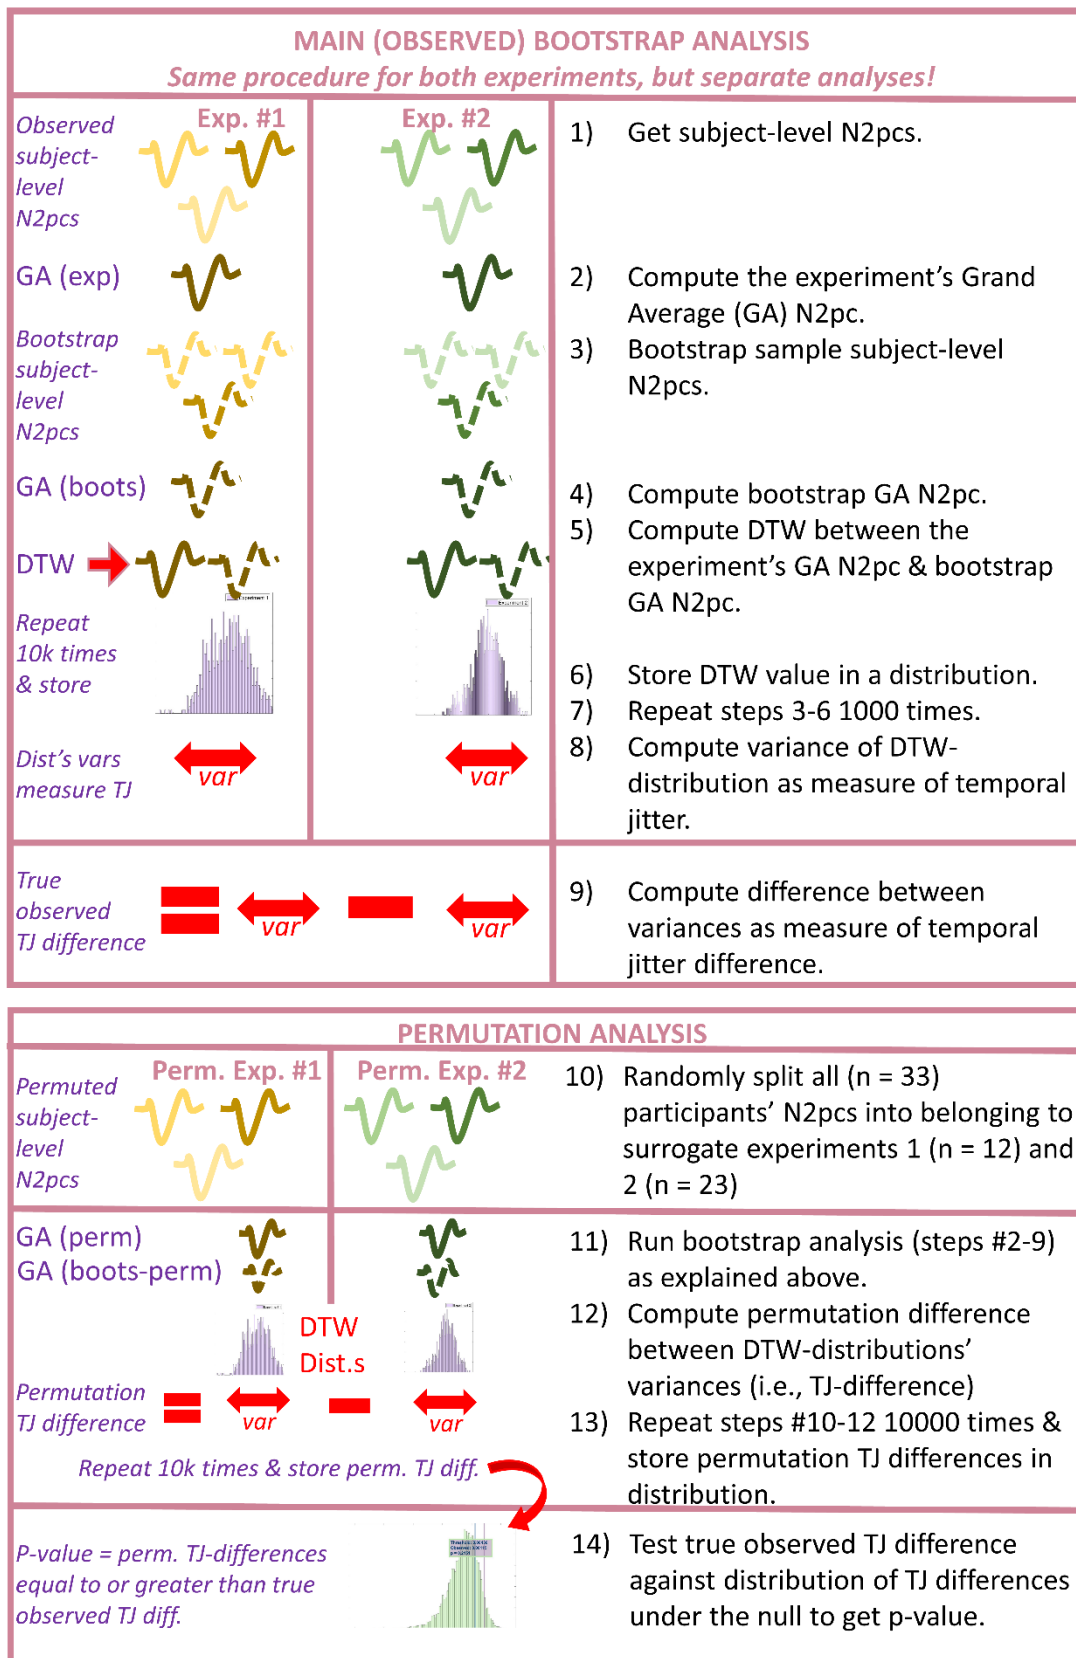 MAIN (OBSERVED) BOOTSTRAP ANALYSIS
Same procedure for both experiments, but separate analyses!
Exp. #1
Exp. #2
Observed
subject-
level
N2pcs
1) Get subject-level N2pcs.
GA (exp)
2) Compute the experiment's Grand
Average (GA) N2pc.
Bootstrap
subject-
level
N2pcs
3) Bootstrap sample subject-level
N2pcs.
GA (boots)
4) Compute bootstrap GA N2pc.
DTW
5) Compute DTW between the
experiment's GA N2pc & bootstrap
GA N2pc.
Experiment 1
Experiment 2
Repeat
10k times
& store
6) Store DTW value in a distribution.
7) Repeat steps 3-6 1000 times.
Dist's vars
measure TJ
var
var
8) Compute variance of DTW-
distribution as measure of temporal
jitter.
True
observed
TJ difference
var
var
9) Compute difference between
variances as measure of temporal
jitter difference.
PERMUTATION ANALYSIS
Perm. Exp. #1
Perm. Exp. #2
Permuted
subject-
level
N2pcs
10) Randomly split all (n = 33)
participants' N2pcs into belonging to
surrogate experiments 1 (n = 12) and
2 (n = 23)
GA (perm)
GA (boots-perm)
11) Run bootstrap analysis (steps #2-9)
as explained above.
DTW
Dist.s
12) Compute permutation difference
between DTW-distributions'
variances (i.e., TJ-difference)
Permutation
TJ difference
var
var
13) Repeat steps #10-12 10000 times &
store permutation TJ differences in
distribution.
Repeat 10k times & store perm. TJ diff.
P-value = perm. TJ-differences
equal to or greater than true
observed TJ diff.
14) Test true observed TJ difference
against distribution of TJ differences
under the null to get p-value.